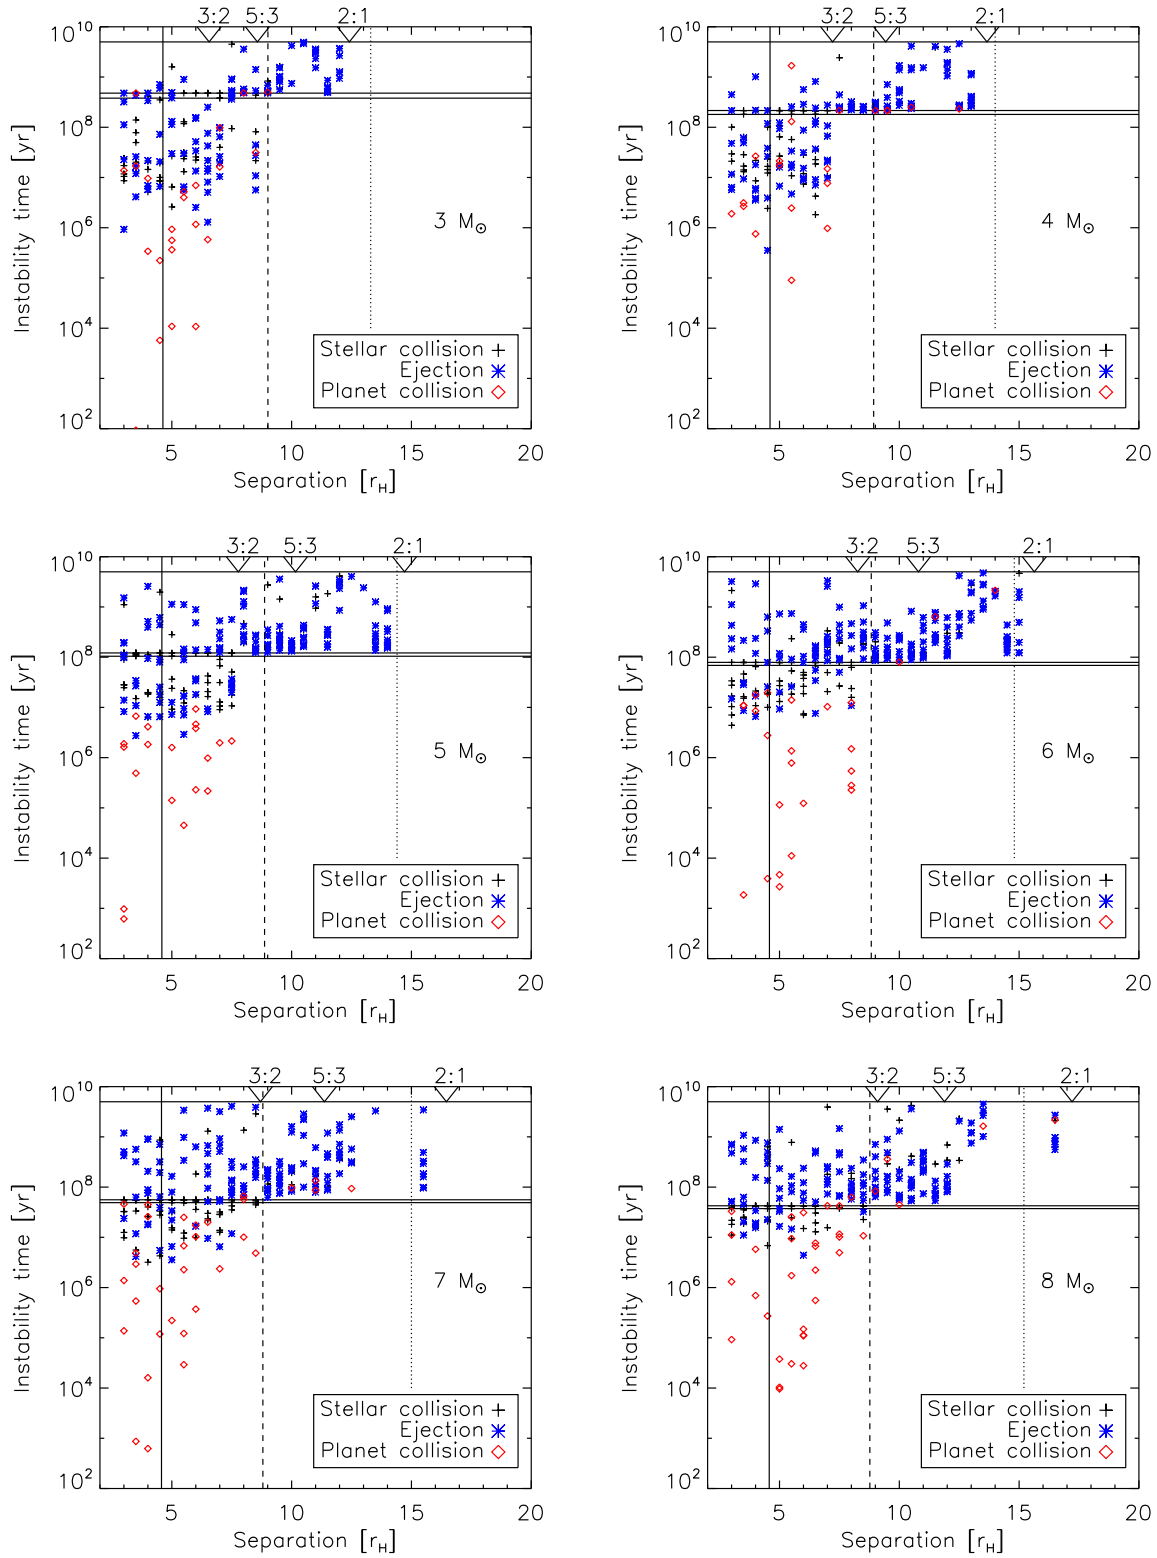 3:2 5:3 2:1
10^10
10^8
10^6
10^4
10^2
Instability time [yr]
3 M⊙
Stellar collision +
Ejection
Planet collision ◇
5 10 15 20
Separation [r_H]
3:2 5:3 2:1
10^10
10^8
10^6
10^4
10^2
Instability time [yr]
4 M⊙
Stellar collision +
Ejection
Planet collision ◇
5 10 15 20
Separation [r_H]
3:2 5:3 2:1
10^10
10^8
10^6
10^4
10^2
Instability time [yr]
5 M⊙
Stellar collision +
Ejection
Planet collision ◇
5 10 15 20
Separation [r_H]
3:2 5:3 2:1
10^10
10^8
10^6
10^4
10^2
Instability time [yr]
6 M⊙
Stellar collision +
Ejection
Planet collision ◇
5 10 15 20
Separation [r_H]
3:2 5:3 2:1
10^10
10^8
10^6
10^4
10^2
Instability time [yr]
7 M⊙
Stellar collision +
Ejection
Planet collision ◇
5 10 15 20
Separation [r_H]
3:2 5:3 2:1
10^10
10^8
10^6
10^4
10^2
Instability time [yr]
8 M⊙
Stellar collision +
Ejection
Planet collision ◇
5 10 15 20
Separation [r_H]